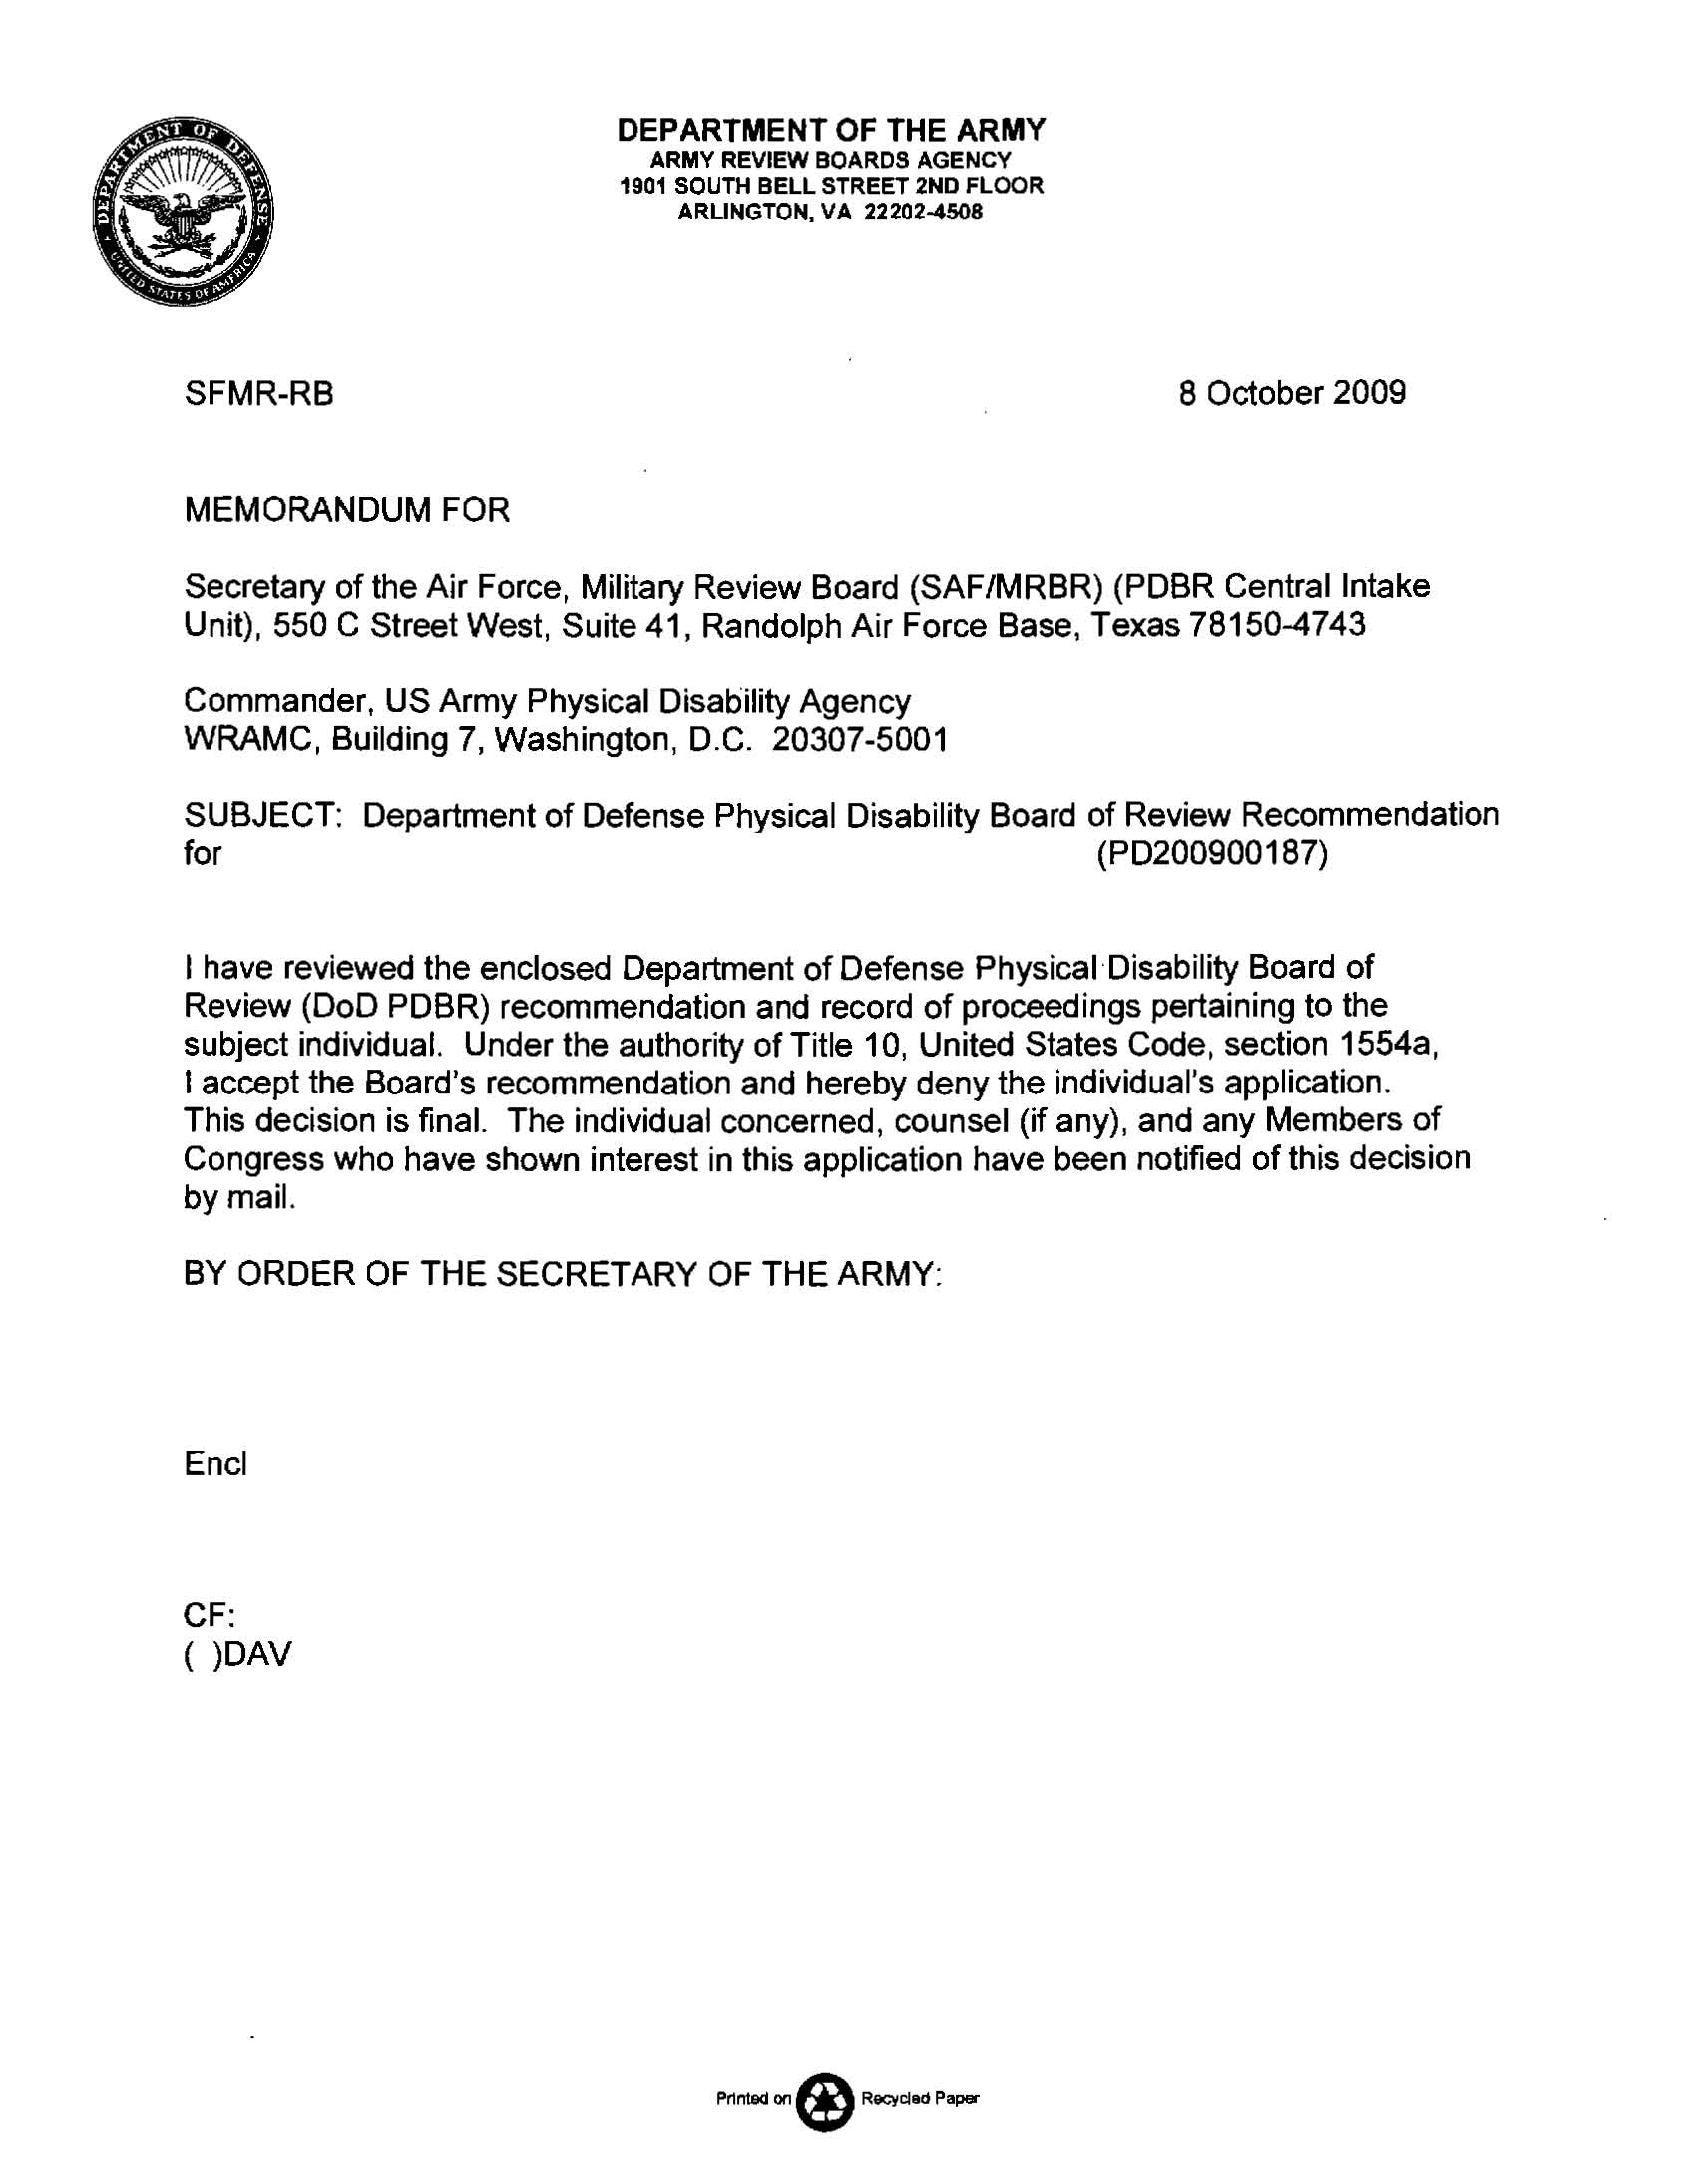 DEPARTMENT OF DEFENSE
UNITED STATES OF AMERICA
DEPARTMENT OF THE ARMY
ARMY REVIEW BOARDS AGENCY
1901 SOUTH BELL STREET 2ND FLOOR
ARLINGTON, VA 22202-4508
SFMR-RB 8 October 2009
MEMORANDUM FOR
Secretary of the Air Force, Military Review Board (SAF/MRBR) (PDBR Central Intake
Unit), 550 C Street West, Suite 41, Randolph Air Force Base, Texas 78150-4743
Commander, US Army Physical Disability Agency
WRAMC, Building 7, Washington, D.C. 20307-5001
SUBJECT: Department of Defense Physical Disability Board of Review Recommendation
for (PD200900187)
I have reviewed the enclosed Department of Defense Physical Disability Board of
Review (DoD PDBR) recommendation and record of proceedings pertaining to the
subject individual. Under the authority of Title 10, United States Code, section 1554a,
I accept the Board's recommendation and hereby deny the individual's application.
This decision is final. The individual concerned, counsel (if any), and any Members of
Congress who have shown interest in this application have been notified of this decision
by mail.
BY ORDER OF THE SECRETARY OF THE ARMY:
Encl
CF:
( )DAV
Printed on Recycled Paper